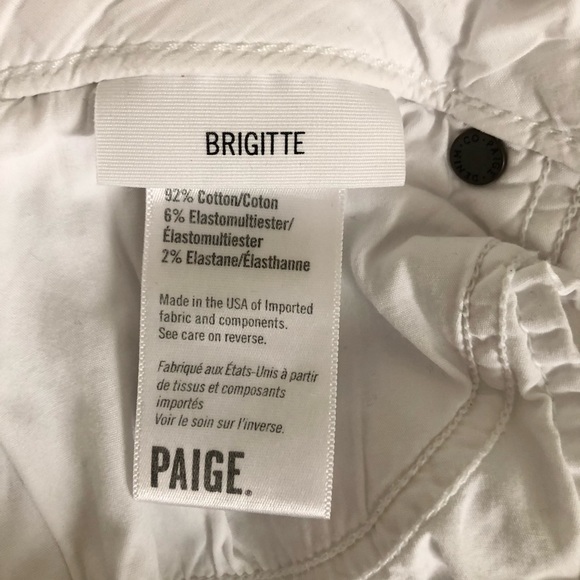 BRIGITTE
92% Cotton/Coton
6% Elastomultiester/
Élastomultiester
2% Elastane/Élasthanne
Made in the USA of Imported
fabric and components.
See care on reverse.
Fabriqué aux États-Unis à partir
de tissus et composants
importés
Voir le soin sur l'inverse.
PAIGE.